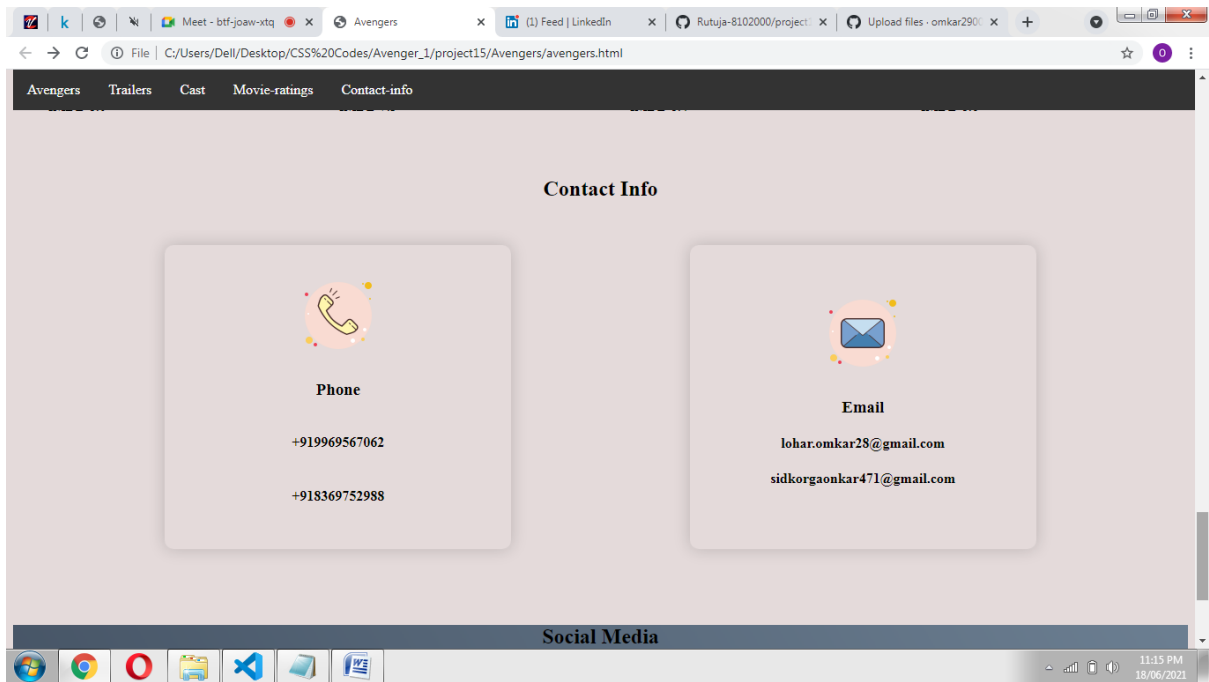 Meet - btf-joaw-xtq
Avengers
(1) Feed | LinkedIn
Rutuja-8102000/project
Upload files · omkar290
File | C:/Users/Dell/Desktop/CSS%20Codes/Avenger_1/project15/Avengers/avengers.html
O
Avengers Trailers Cast Movie-ratings Contact-info
Contact Info
Phone
+919969567062
+918369752988
Email
lohar.omkar28@gmail.com
sidkorgaonkar471@gmail.com
Social Media
11:15 PM
18/06/2021